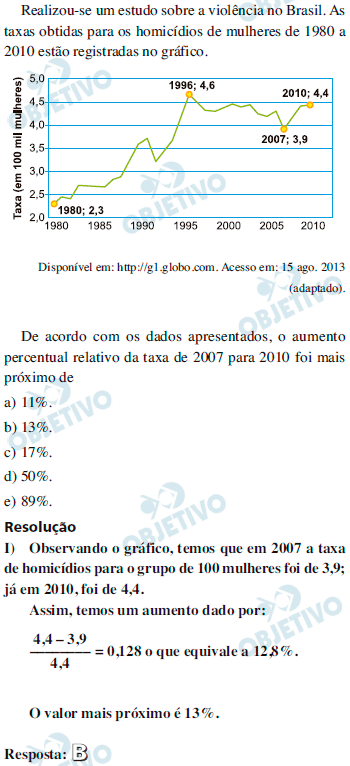 Realizou-se um estudo sobre a violência no Brasil. As
taxas obtidas para os homicídios de mulheres de 1980 a
2010 estão registradas no gráfico.
Taxa (em 100 mil mulheres)
5,0
4,5
4,0
3,5
3,0
2,5
2,0
1996; 4,6
2010; 4,4
2007; 3,9
1980; 2,3
1980 1985 1990 1995 2000 2005 2010
Disponível em: http://g1.globo.com. Acesso em: 15 ago. 2013
(adaptado).
De acordo com os dados apresentados, o aumento
percentual relativo da taxa de 2007 para 2010 foi mais
próximo de
a) 11%.
b) 13%.
c) 17%.
d) 50%.
e) 89%.
Resolução
I) Observando o gráfico, temos que em 2007 a taxa
de homicídios para o grupo de 100 mulheres foi de 3,9;
já em 2010, foi de 4,4.
Assim, temos um aumento dado por:
4,4 – 3,9
= 0,128 o que equivale a 12,8%.
4,4
O valor mais próximo é 13%.
Resposta: B
OBJETIVO
OBJETIVO
OBJETIVO
OBJETIVO
OBJETIVO
OBJETIVO
OBJETIVO
OBJETIVO